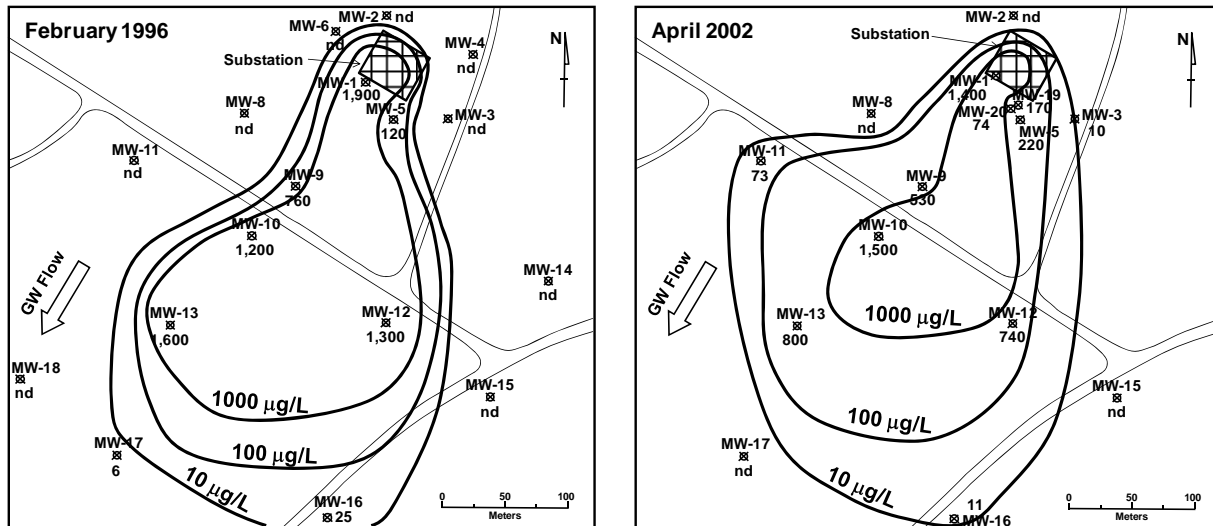 February 1996
MW-2 nd
MW-6
nd
Substation
MW-4
nd
N
MW-1
1,900
MW-5
120
MW-3
nd
MW-8
nd
MW-11
nd
MW-9
760
MW-10
1,200
GW Flow
MW-14
nd
MW-13
1,600
MW-12
1,300
MW-18
nd
MW-15
nd
1000 µg/L
100 µg/L
10 µg/L
MW-17
6
MW-16
25
0 50 100
Meters
April 2002
MW-2 nd
Substation
N
MW-1
1,400
MW-19
170
MW-20
74
MW-5
220
MW-3
10
MW-8
nd
MW-11
73
MW-9
530
MW-10
1,500
GW Flow
MW-13
800
1000 µg/L
MW-12
740
MW-15
nd
100 µg/L
MW-17
nd
10 µg/L
11
MW-16
0 50 100
Meters